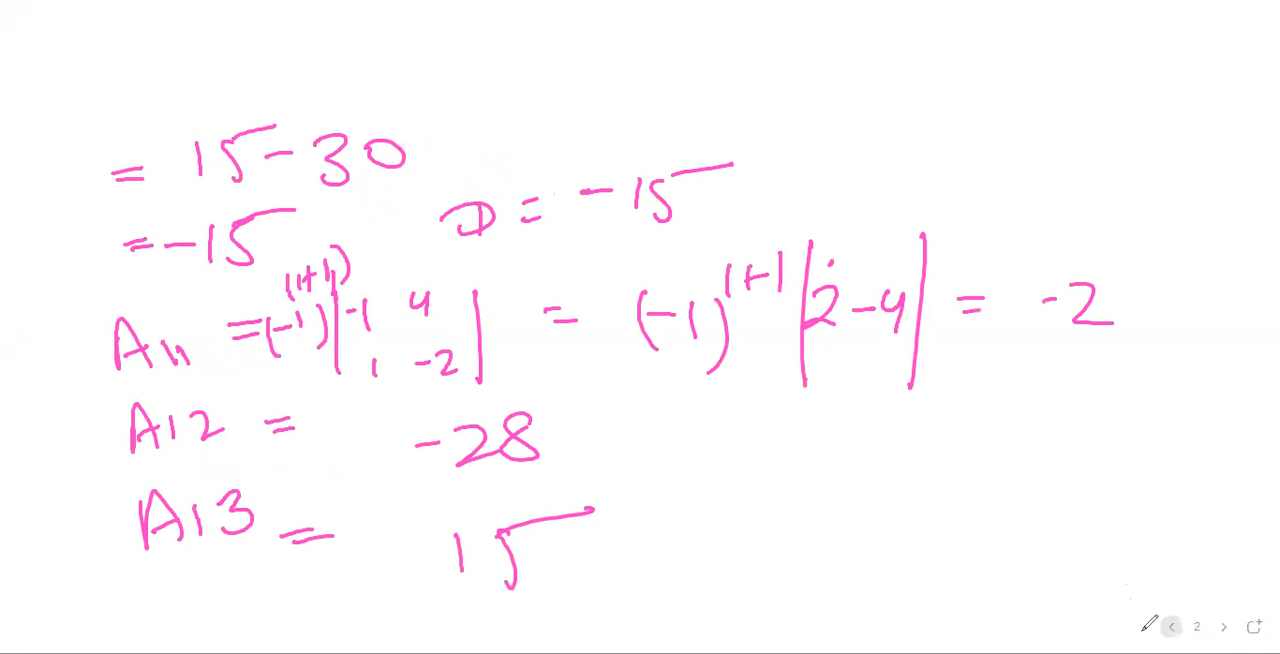 = 15 - 30
= -15 D = -15
A11 = (-1)^(1+1) |-1 4 = (-1)^1+1 |2 - 4| = -2
1 -2|
A12 = -28
A13 = 15
2